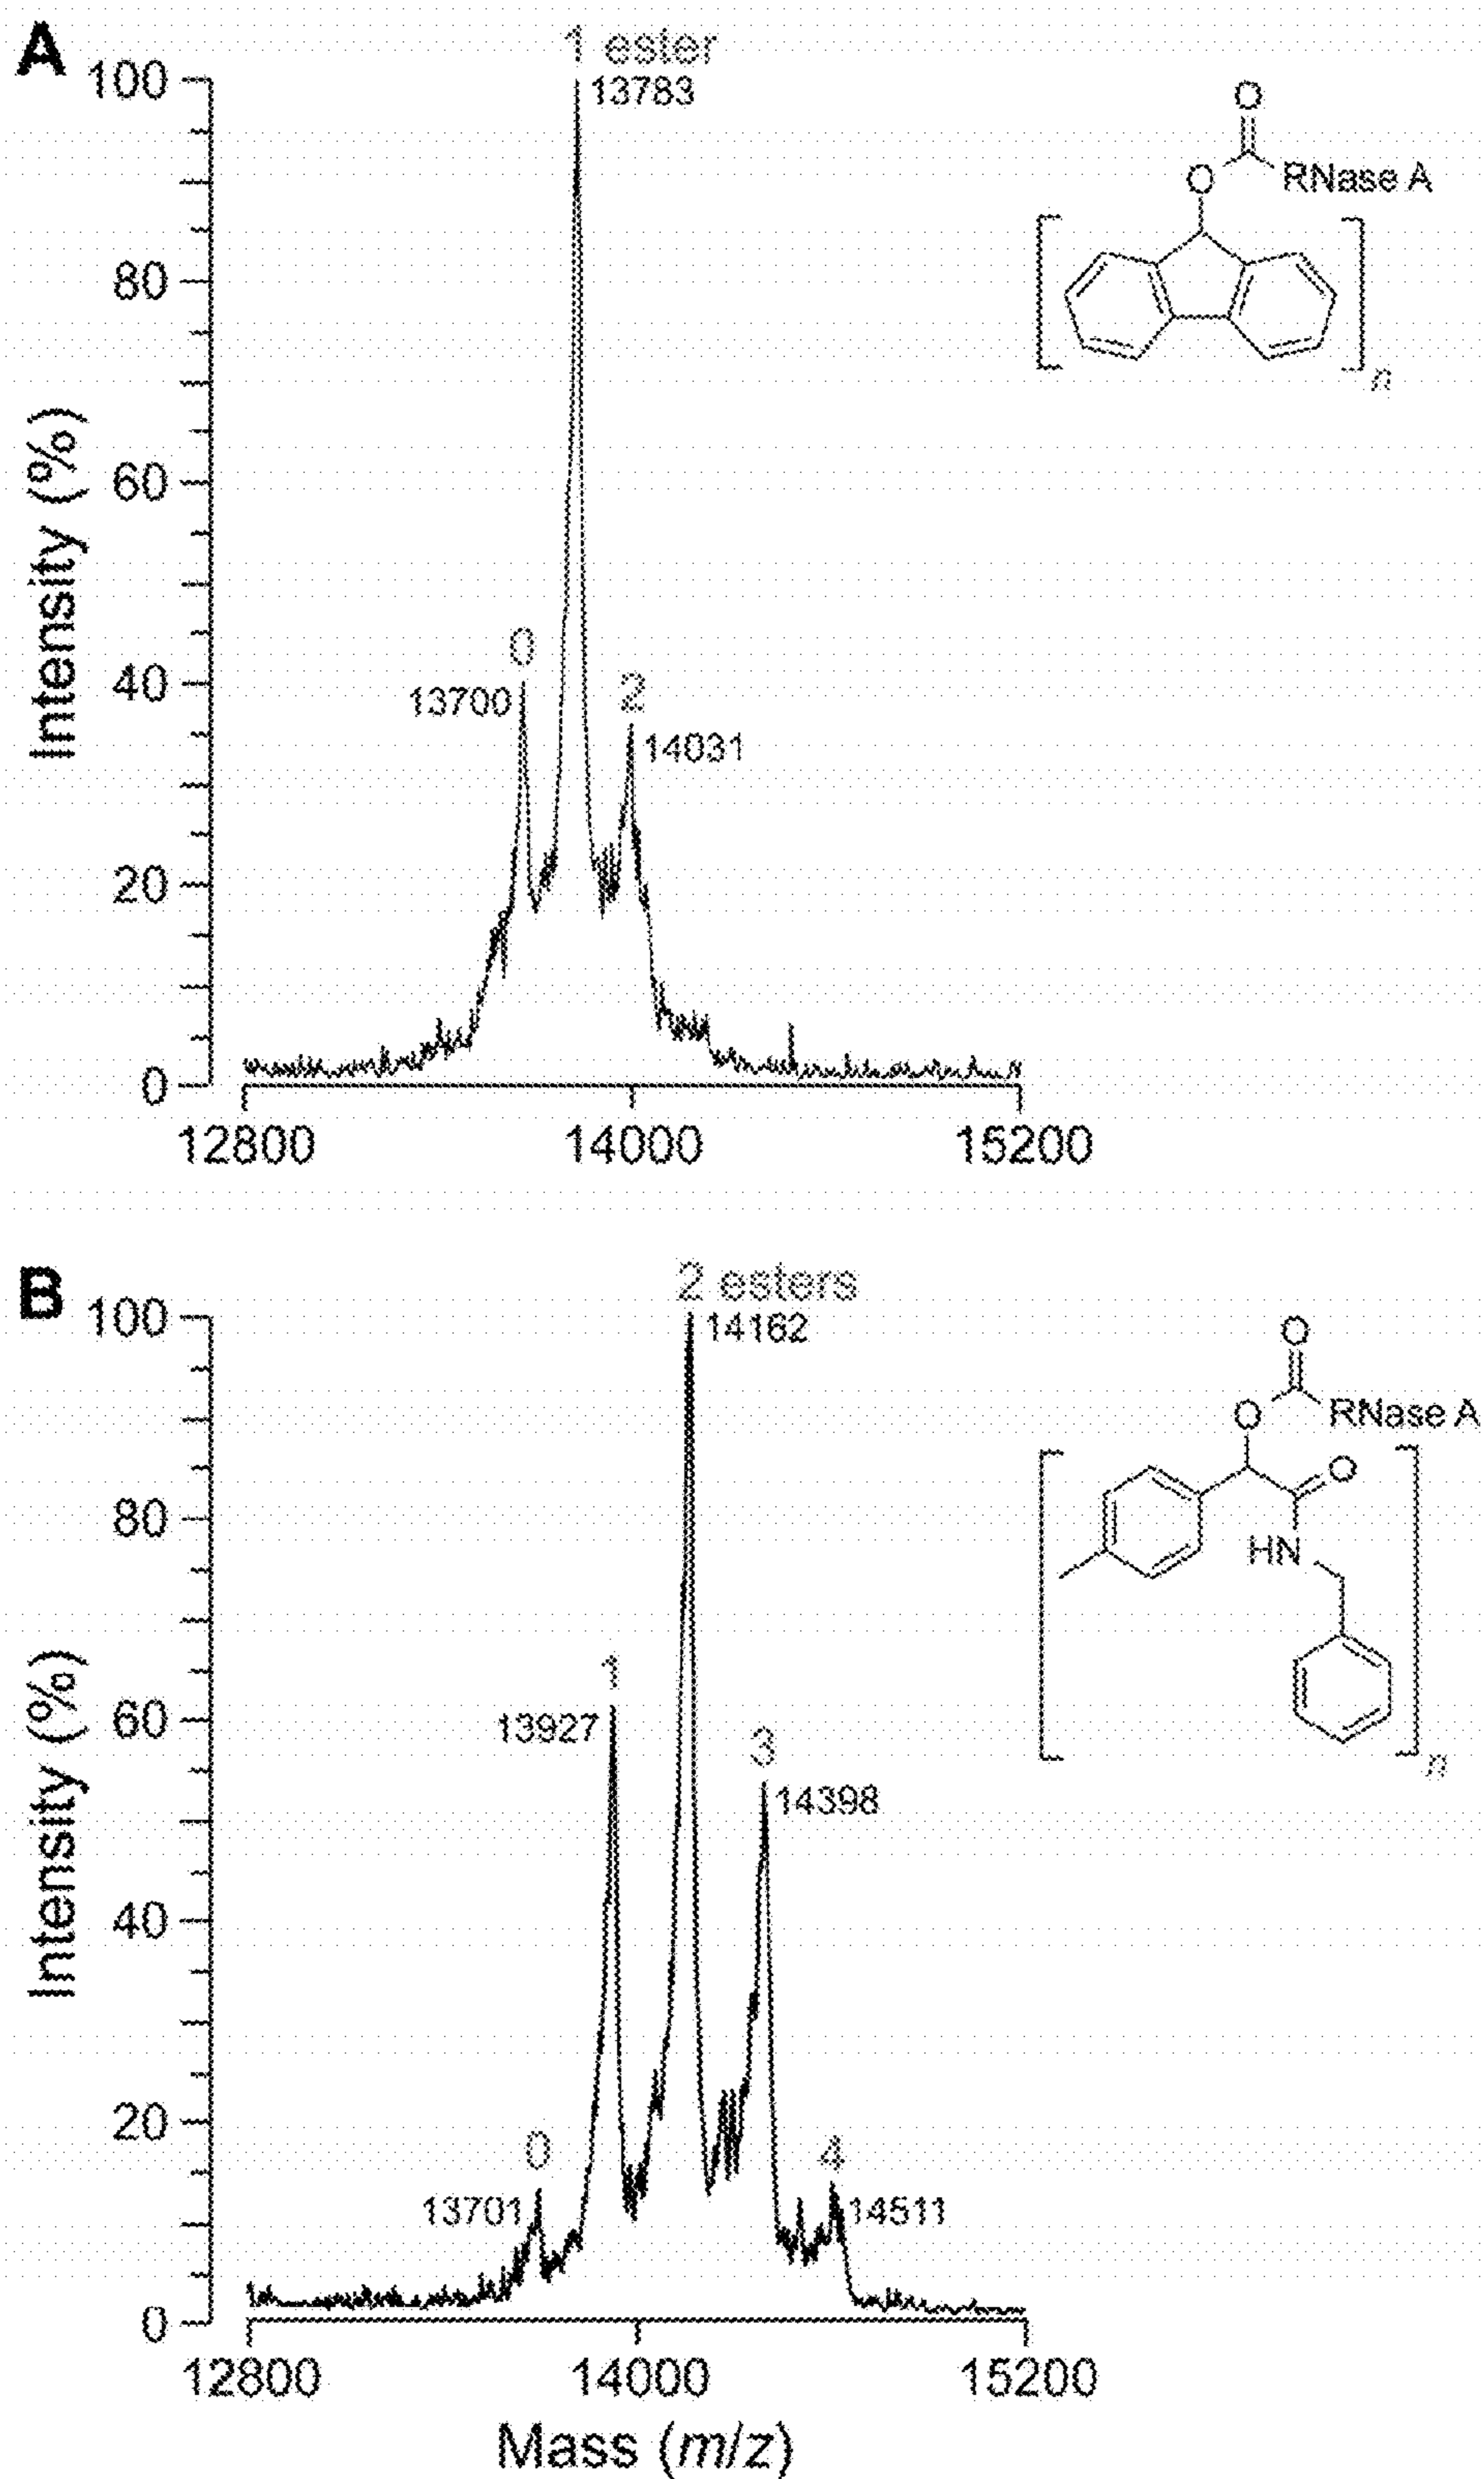 A
1 ester
100
13783
O
O
RNase A
n
80
60
Intensity (%)
0
40
13700
2
14031
20
0
12800
14000
15200
B
2 esters
100
14162
O
O
RNase A
O
HN
n
80
1
60
13927
3
14398
Intensity (%)
40
20
0
4
13701
14511
0
12800
14000
15200
Mass (m/z)